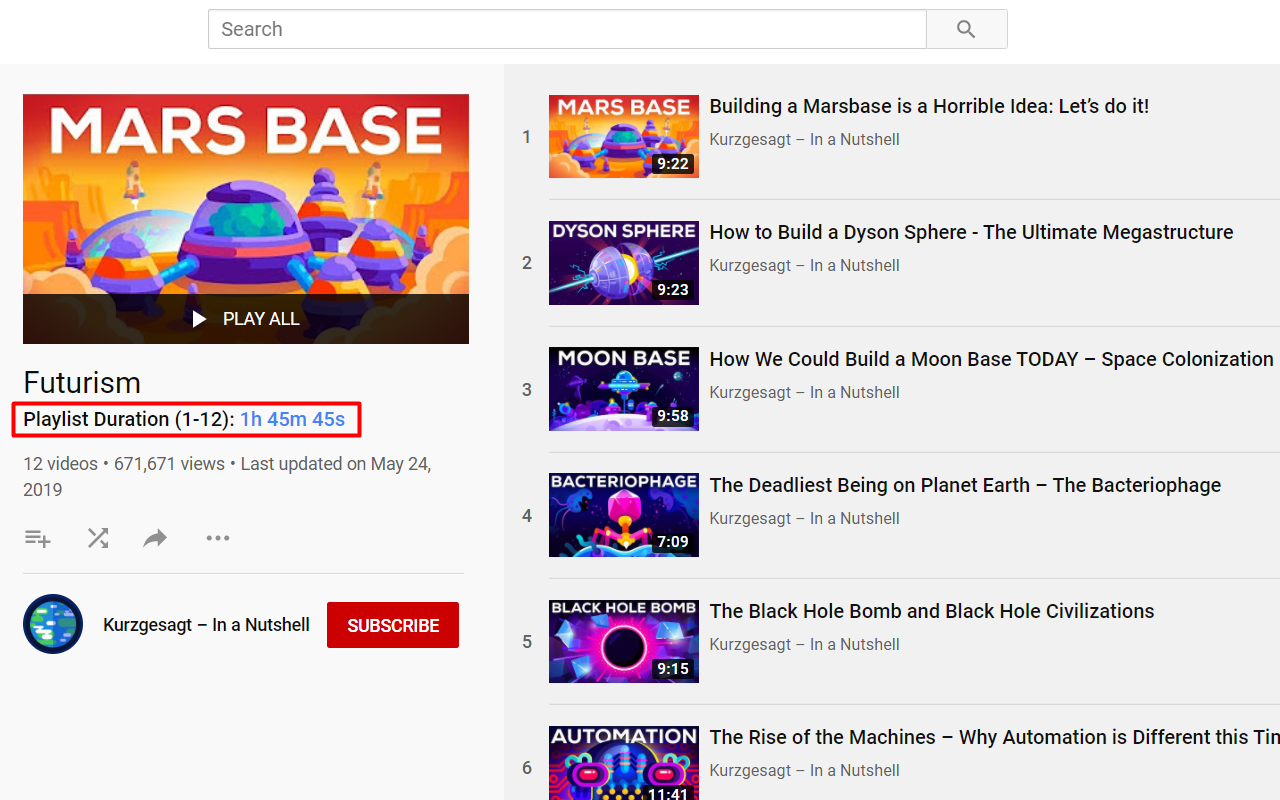 Search
MARS BASE
PLAY ALL
Futurism
Playlist Duration (1-12): 1h 45m 45s
12 videos • 671,671 views • Last updated on May 24,
2019
Kurzgesagt – In a Nutshell
SUBSCRIBE
1
MARS BASE
9:22
Building a Marsbase is a Horrible Idea: Let’s do it!
Kurzgesagt – In a Nutshell
2
DYSON SPHERE
9:23
How to Build a Dyson Sphere - The Ultimate Megastructure
Kurzgesagt – In a Nutshell
3
MOON BASE
9:58
How We Could Build a Moon Base TODAY – Space Colonization
Kurzgesagt – In a Nutshell
4
BACTERIOPHAGE
7:09
The Deadliest Being on Planet Earth – The Bacteriophage
Kurzgesagt – In a Nutshell
5
BLACK HOLE BOMB
9:15
The Black Hole Bomb and Black Hole Civilizations
Kurzgesagt – In a Nutshell
6
AUTOMATION
11:41
The Rise of the Machines – Why Automation is Different this
Kurzgesagt – In a Nutshell